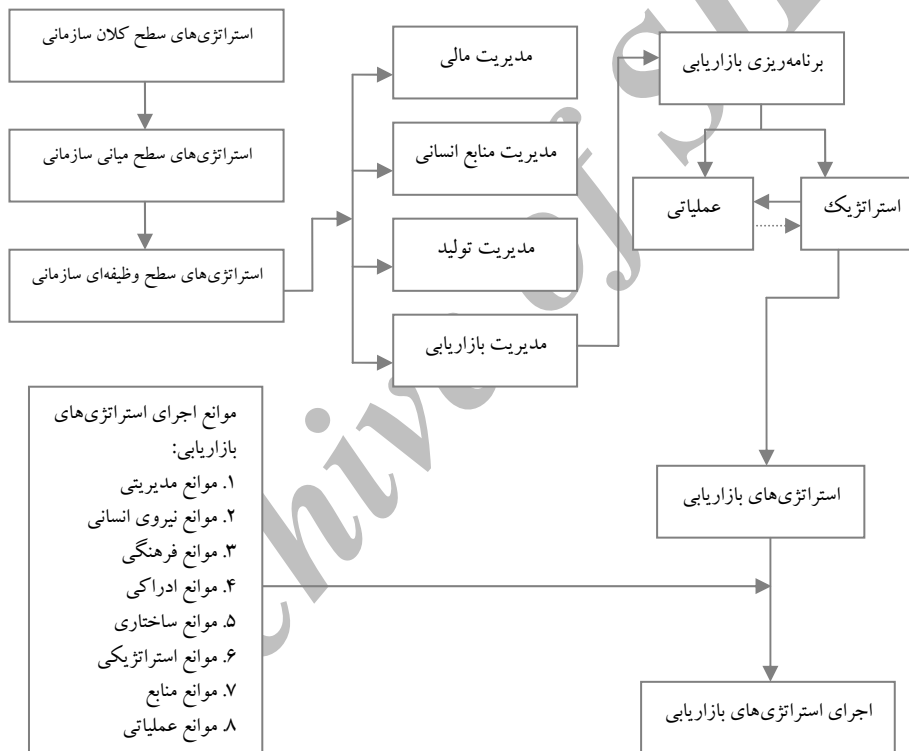 استراتژی‌های سطح کلان سازمانی
استراتژی‌های سطح میانی سازمانی
استراتژی‌های سطح وظیفه‌ای سازمانی
مدیریت مالی
مدیریت منابع انسانی
مدیریت تولید
مدیریت بازاریابی
برنامه‌ریزی بازاریابی
استراتژیک
عملیاتی
استراتژی‌های بازاریابی
اجرای استراتژی‌های بازاریابی
موانع اجرای استراتژی‌های
بازاریابی:
۱. موانع مدیریتی
۲. موانع نیروی انسانی
۳. موانع فرهنگی
۴. موانع ادراکی
۵. موانع ساختاری
۶. موانع استراتژیکی
۷. موانع منابع
۸. موانع عملیاتی